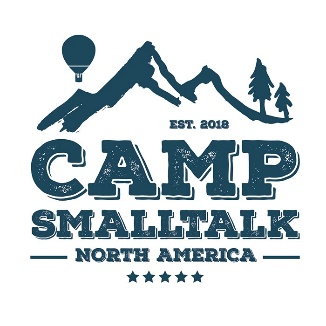 EST. 2018
CAMP
SMALLTALK
NORTH AMERICA